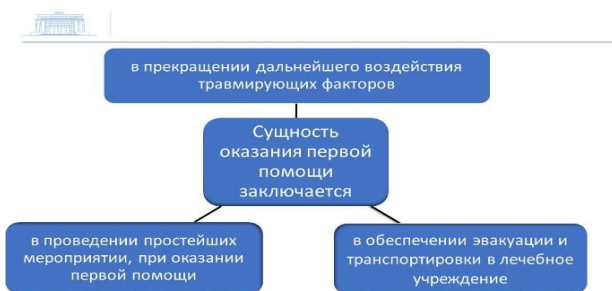 в прекращении дальнейшего воздействия
травмирующих факторов
Сущность
оказания первой
помощи
заключается
в проведении простейших
мероприятии, при оказании
первой помощи
в обеспечении эвакуации и
транспортировки в лечебное
учреждение